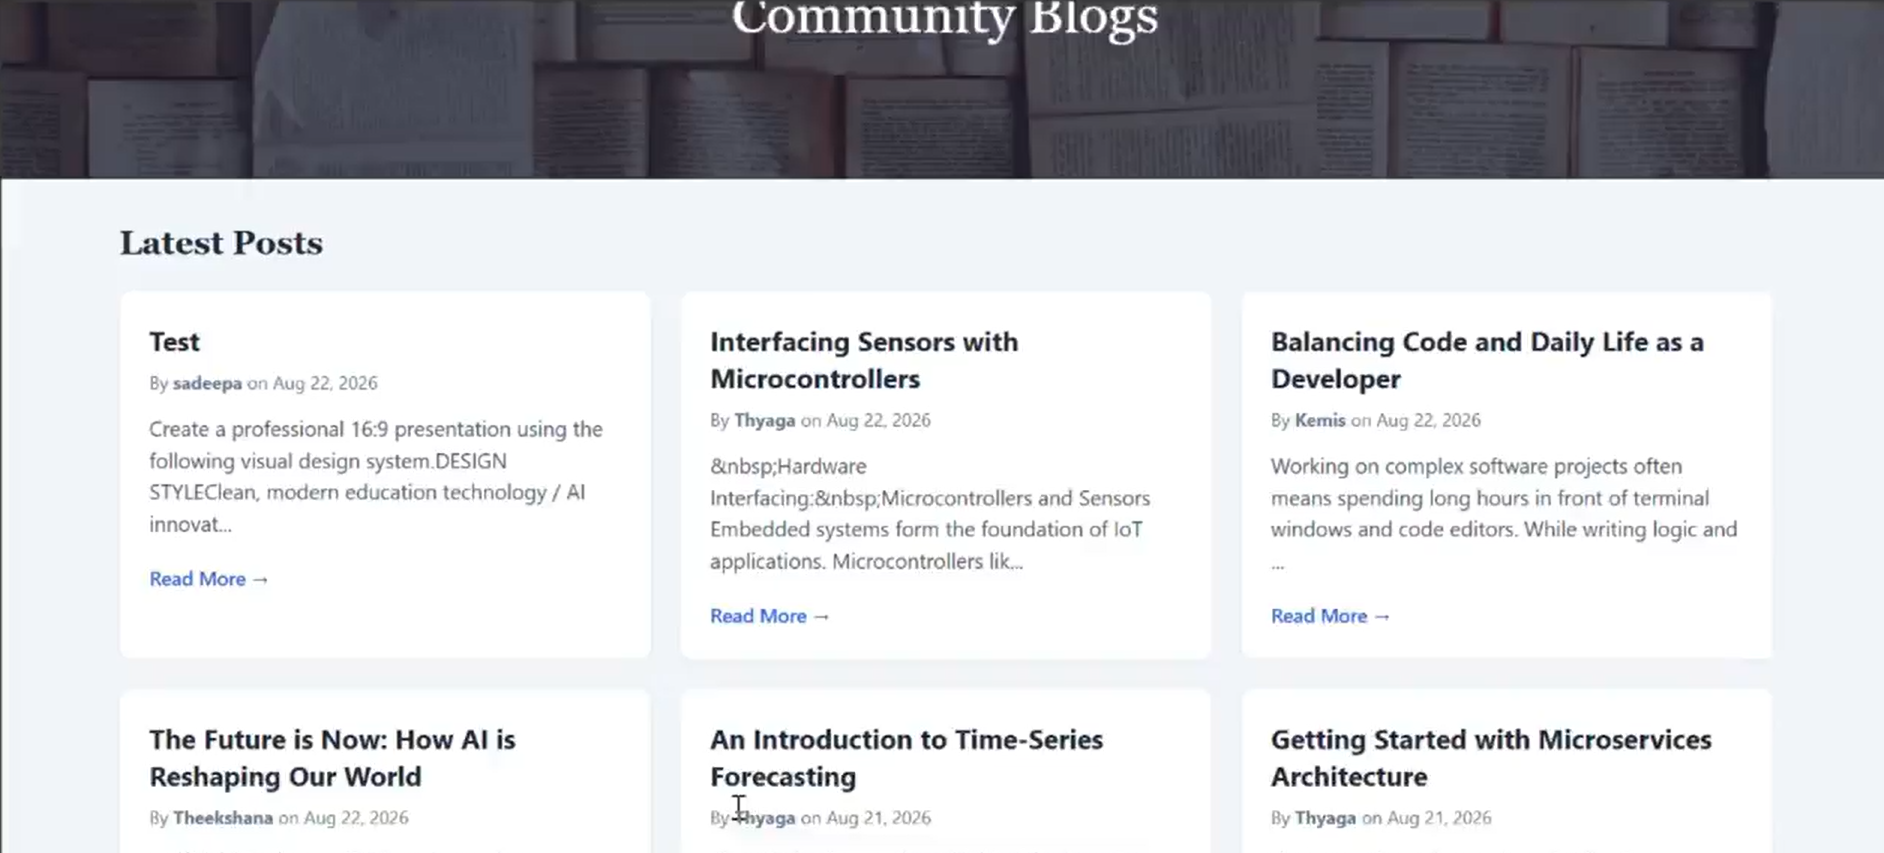 Community Blogs
Latest Posts
Test
By sadeepa on Aug 22, 2026
Create a professional 16:9 presentation using the
following visual design system.DESIGN
STYLEClean, modern education technology / AI
innovat...
Read More →
Interfacing Sensors with
Microcontrollers
By Thyaga on Aug 22, 2026
&nbsp;Hardware
Interfacing:&nbsp;Microcontrollers and Sensors
Embedded systems form the foundation of IoT
applications. Microcontrollers lik...
Read More →
Balancing Code and Daily Life as a
Developer
By Kemis on Aug 22, 2026
Working on complex software projects often
means spending long hours in front of terminal
windows and code editors. While writing logic and
...
Read More →
The Future is Now: How AI is
Reshaping Our World
By Theekshana on Aug 22, 2026
An Introduction to Time-Series
Forecasting
By Thyaga on Aug 21, 2026
Getting Started with Microservices
Architecture
By Thyaga on Aug 21, 2026